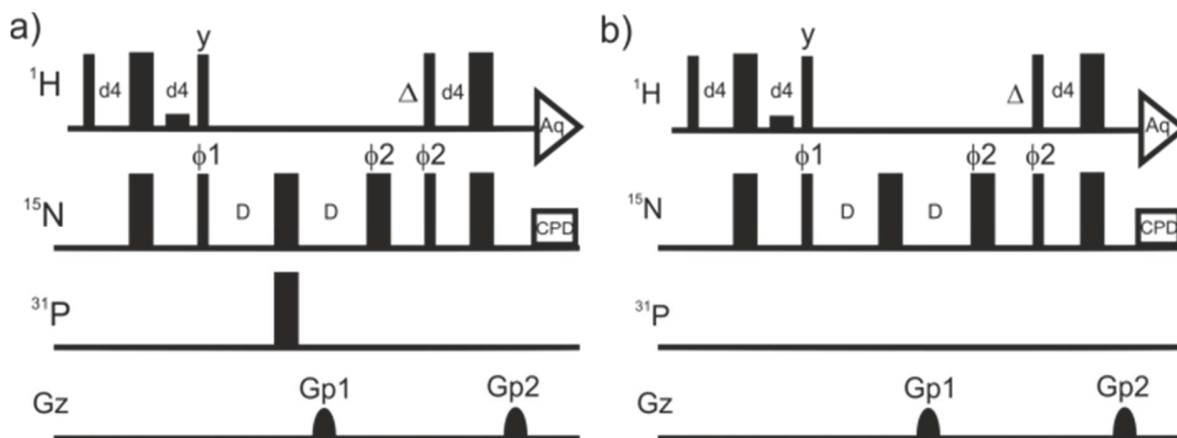 a)
y
1H
d4
d4
Δ
d4
Aq
ϕ1
ϕ2
ϕ2
15N
D
D
CPD
31P
Gp1
Gp2
Gz
b)
y
1H
d4
d4
Δ
d4
Aq
ϕ1
ϕ2
ϕ2
15N
D
D
CPD
31P
Gp1
Gp2
Gz